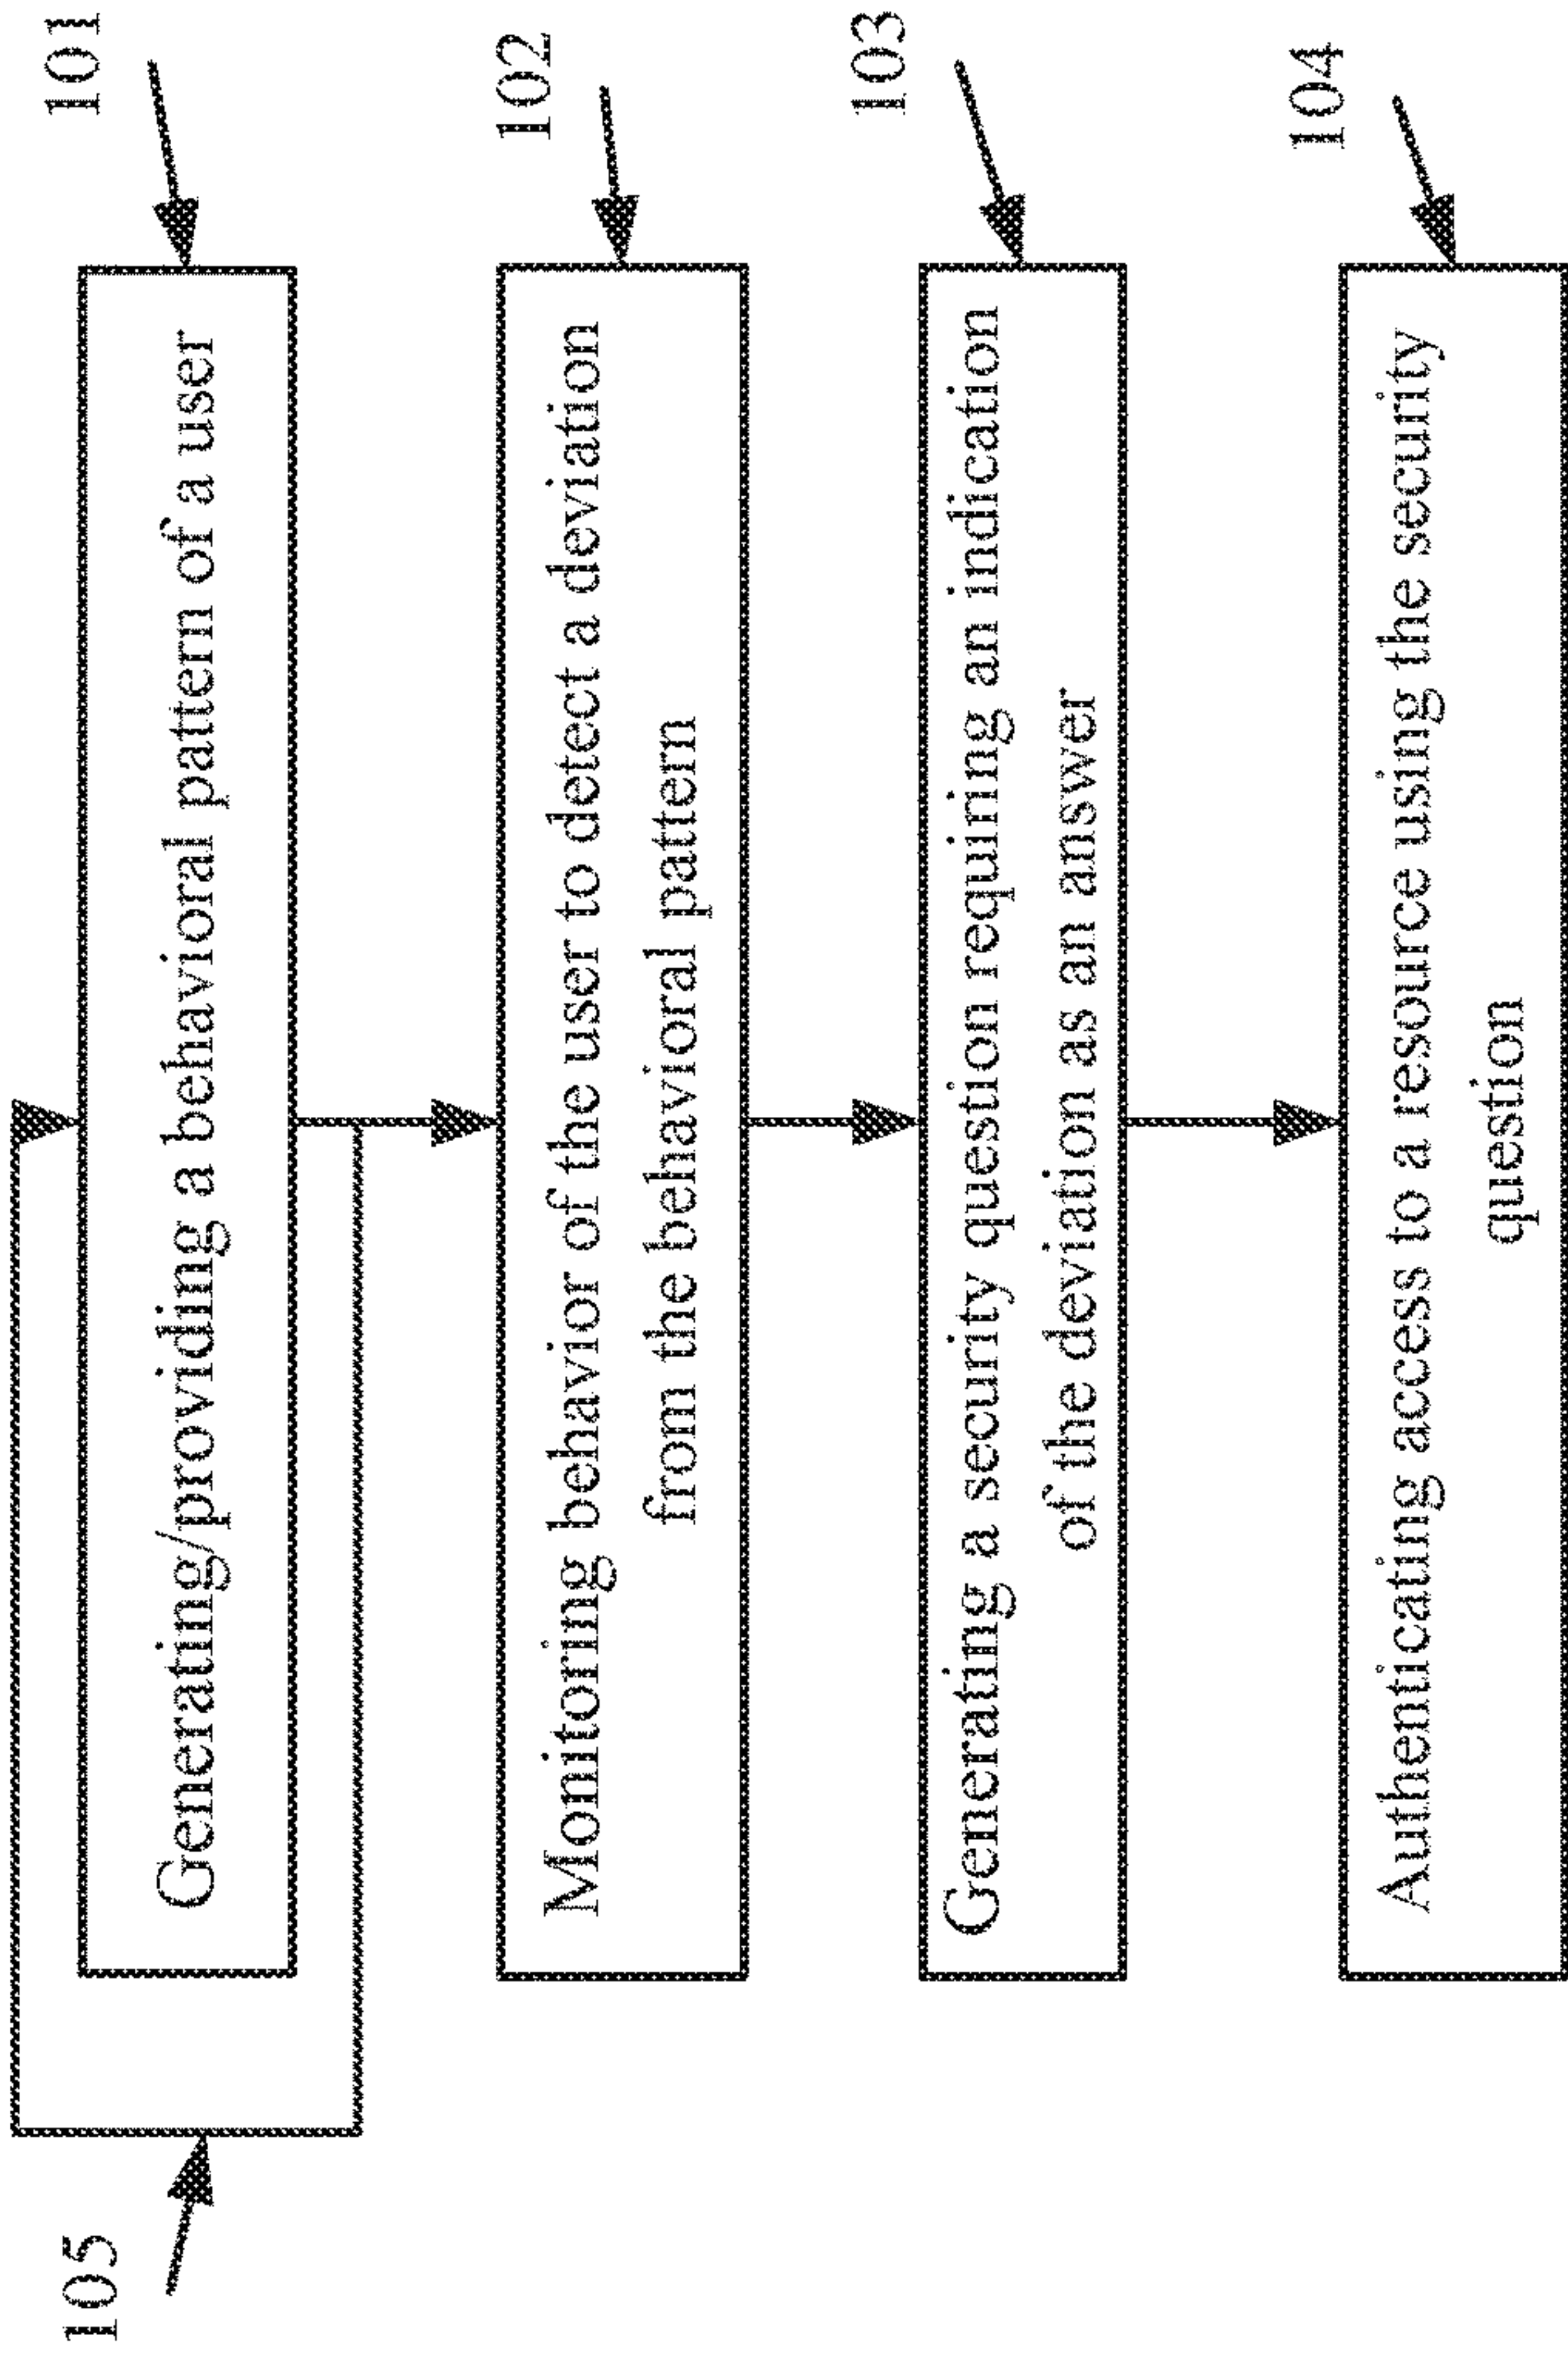 101
Generating/providing a behavioral pattern of a user
105
102
Monitoring behavior of the user to detect a deviation
from the behavioral pattern
103
Generating a security question requiring an indication
of the deviation as an answer
104
Authenticating access to a resource using the security
question